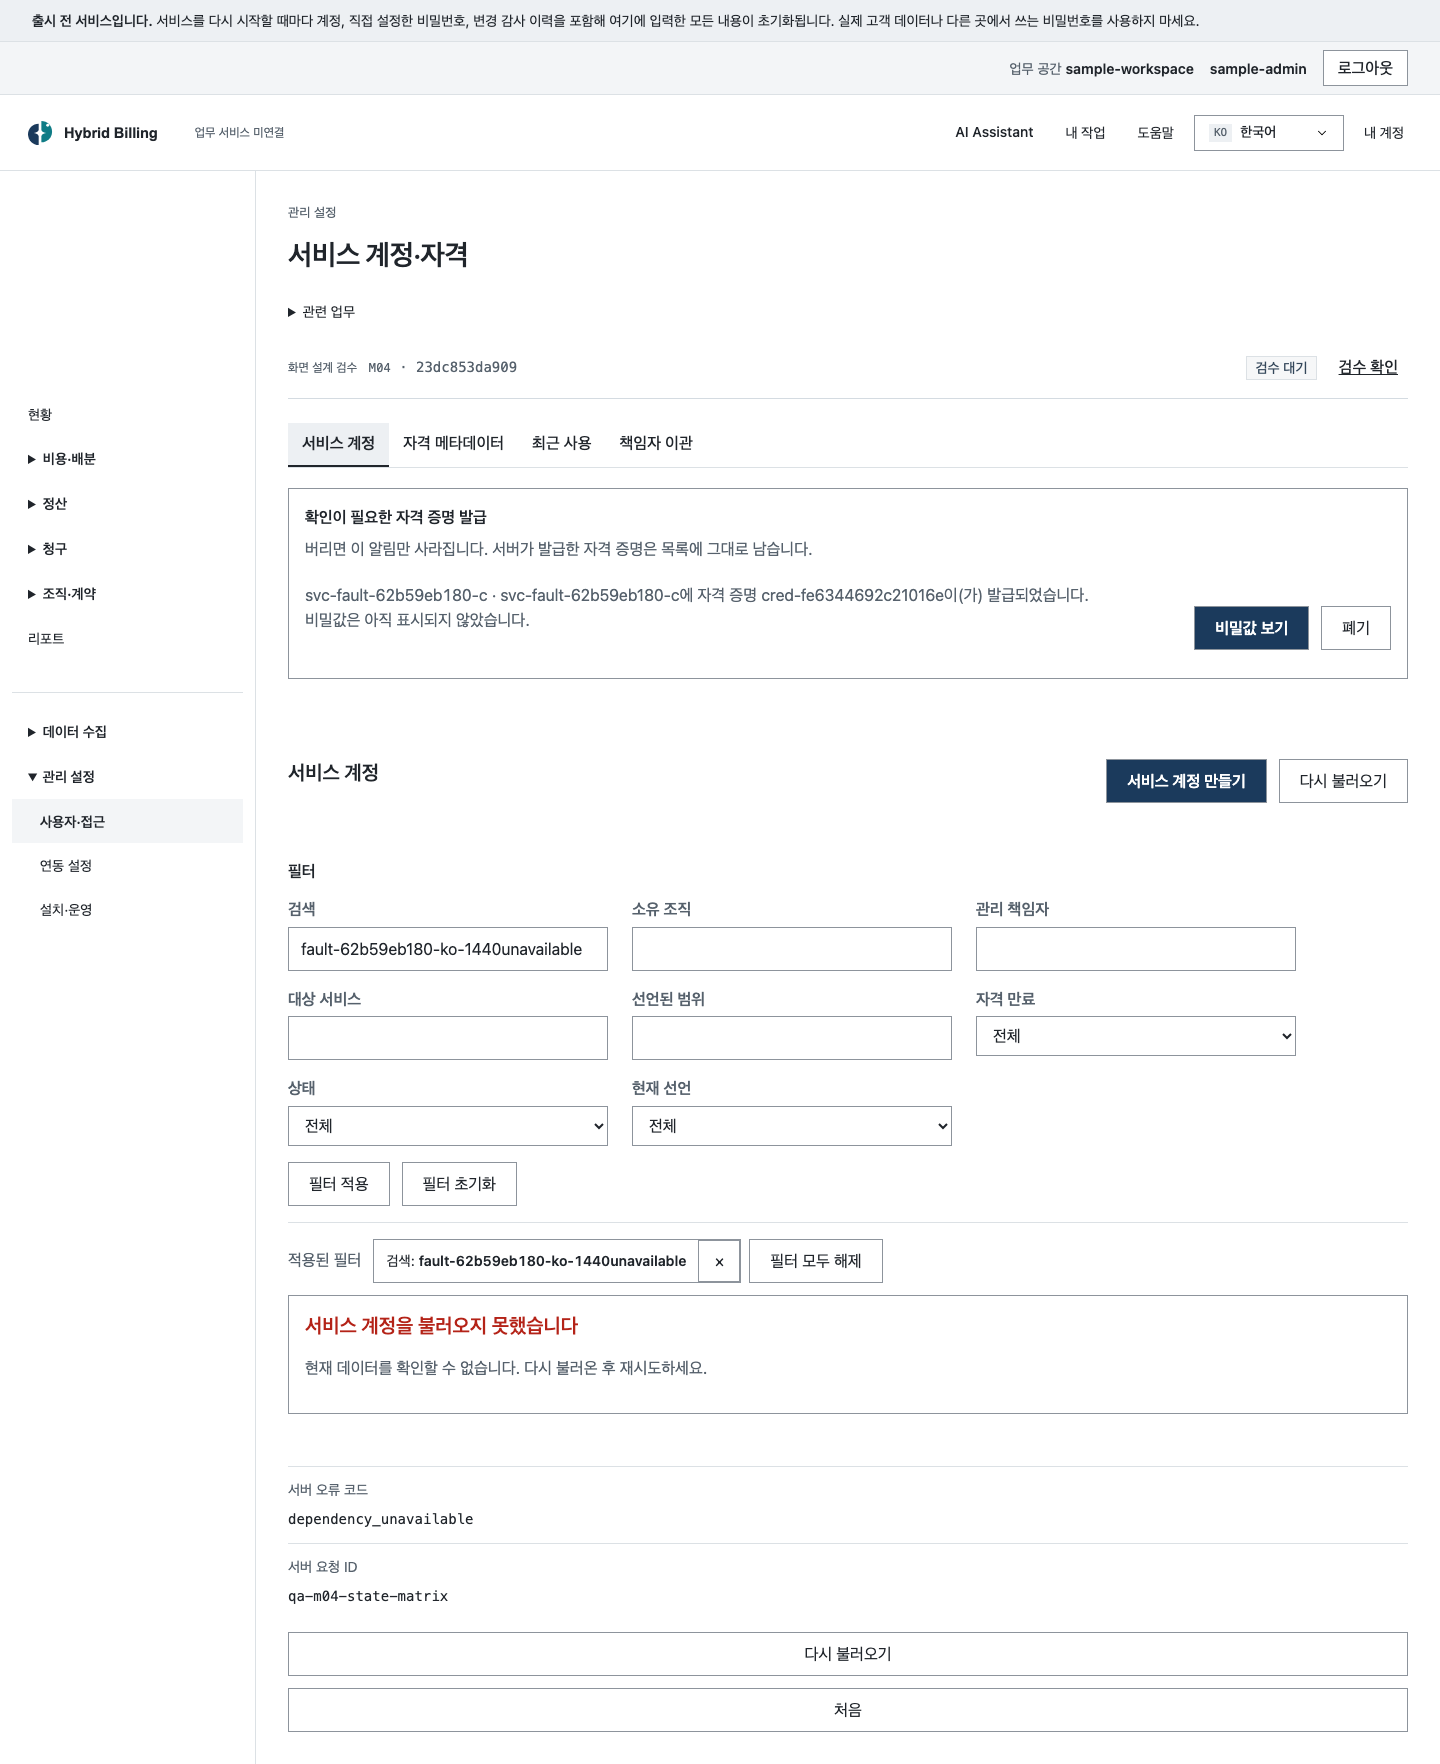 출시 전 서비스입니다. 서비스를 다시 시작할 때마다 계정, 직접 설정한 비밀번호, 변경 감사 이력을 포함해 여기에 입력한 모든 내용이 초기화됩니다. 실제 고객 데이터나 다른 곳에서 쓰는 비밀번호를 사용하지 마세요.
업무 공간 sample-workspace sample-admin 로그아웃
Hybrid Billing 업무 서비스 미연결 AI Assistant 내 작업 도움말 KO 한국어 내 계정
관리 설정
서비스 계정·자격
관련 업무
화면 설계 검수 M04 · 23dc853da909 검수 대기 검수 확인
현황
비용·배분
정산
청구
조직·계약
리포트
데이터 수집
관리 설정
사용자·접근
연동 설정
설치·운영
서비스 계정 자격 메타데이터 최근 사용 책임자 이관
확인이 필요한 자격 증명 발급
버리면 이 알림만 사라집니다. 서버가 발급한 자격 증명은 목록에 그대로 남습니다.
svc-fault-62b59eb180-c · svc-fault-62b59eb180-c에 자격 증명 cred-fe6344692c21016e이(가) 발급되었습니다.
비밀값은 아직 표시되지 않았습니다.
비밀값 보기 폐기
서비스 계정 서비스 계정 만들기 다시 불러오기
필터
검색 소유 조직 관리 책임자
fault-62b59eb180-ko-1440unavailable
대상 서비스 선언된 범위 자격 만료
전체
상태 현재 선언
전체 전체
필터 적용 필터 초기화
적용된 필터 검색: fault-62b59eb180-ko-1440unavailable × 필터 모두 해제
서비스 계정을 불러오지 못했습니다
현재 데이터를 확인할 수 없습니다. 다시 불러온 후 재시도하세요.
서버 오류 코드
dependency_unavailable
서버 요청 ID
qa-m04-state-matrix
다시 불러오기
처음